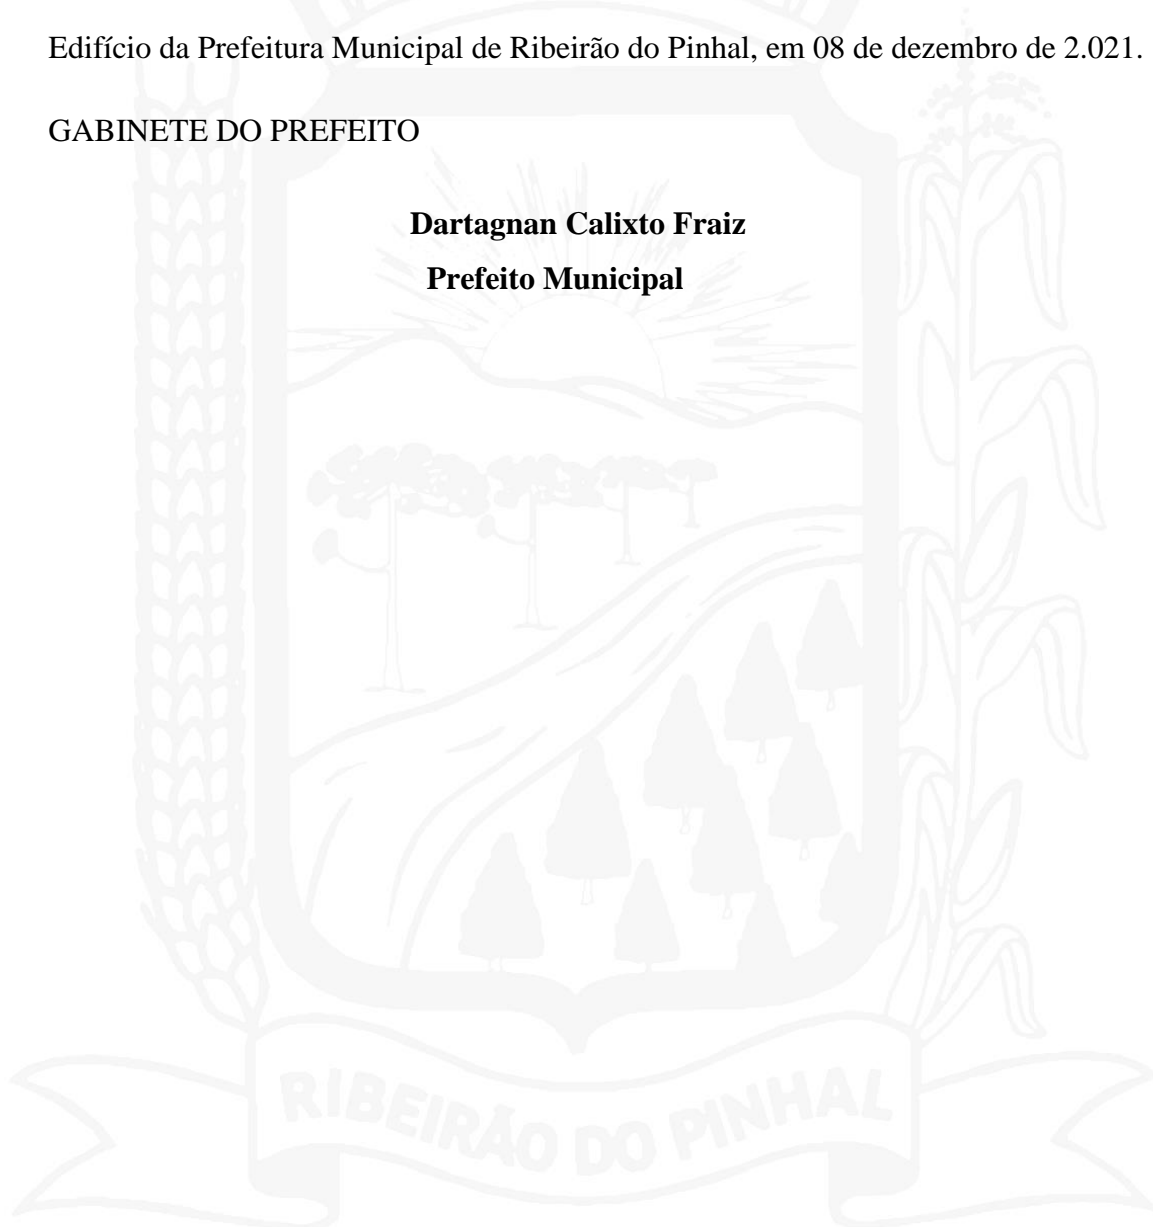 Edifício da Prefeitura Municipal de Ribeirão do Pinhal, em 08 de dezembro de 2.021.
GABINETE DO PREFEITO
Dartagnan Calixto Fraiz
Prefeito Municipal
RIBEIRÃO DO PINHAL